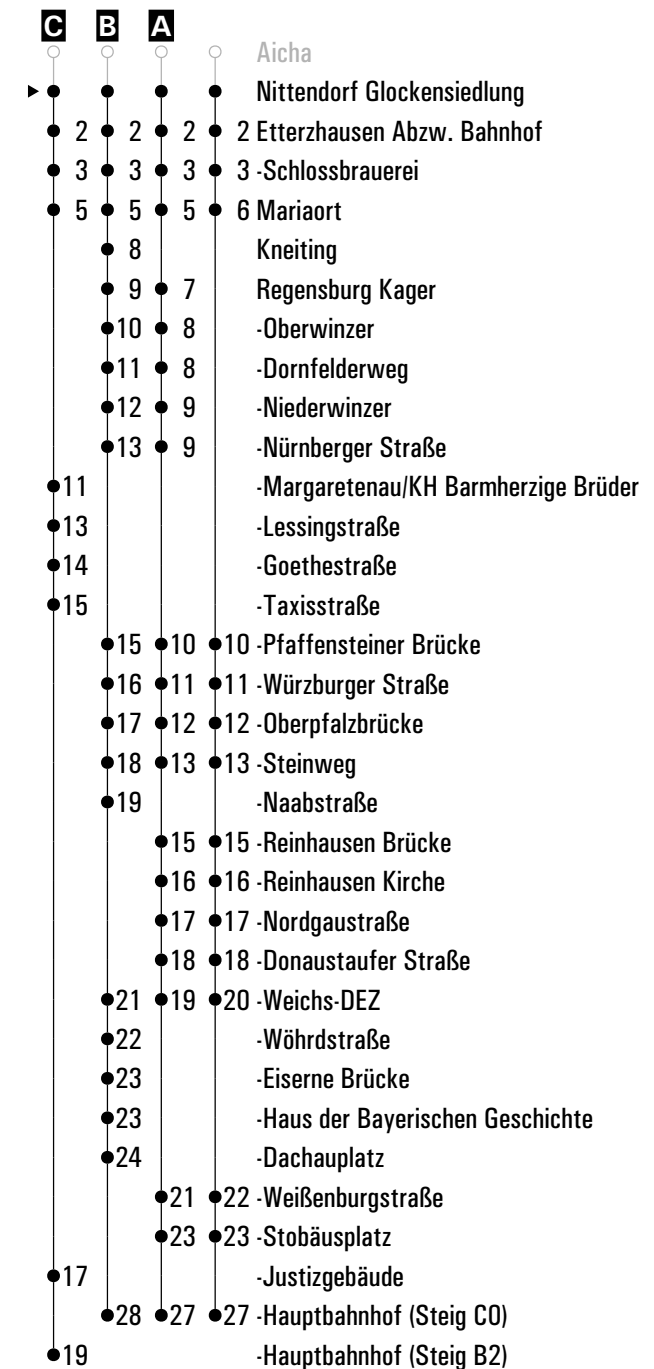 C B A
Aicha
Nittendorf Glockensiedlung
2 2 2 2 Etterzhausen Abzw. Bahnhof
3 3 3 3 -Schlossbrauerei
5 5 5 6 Mariaort
8 Kneiting
9 7 Regensburg Kager
10 8 -Oberwinzer
11 8 -Dornfelderweg
12 9 -Niederwinzer
13 9 -Nürnberger Straße
11 -Margaretenau/KH Barmherzige Brüder
13 -Lessingstraße
14 -Goethestraße
15 -Taxisstraße
15 10 10 -Pfaffensteiner Brücke
16 11 11 -Würzburger Straße
17 12 12 -Oberpfalzbrücke
18 13 13 -Steinweg
19 -Naabstraße
15 15 -Reinhausen Brücke
16 16 -Reinhausen Kirche
17 17 -Nordgaustraße
18 18 -Donaustaufer Straße
21 19 20 -Weichs-DEZ
22 -Wöhrdstraße
23 -Eiserne Brücke
23 -Haus der Bayerischen Geschichte
24 -Dachauplatz
21 22 -Weißenburgstraße
23 23 -Stobäusplatz
17 -Justizgebäude
28 27 27 -Hauptbahnhof (Steig C0)
19 -Hauptbahnhof (Steig B2)